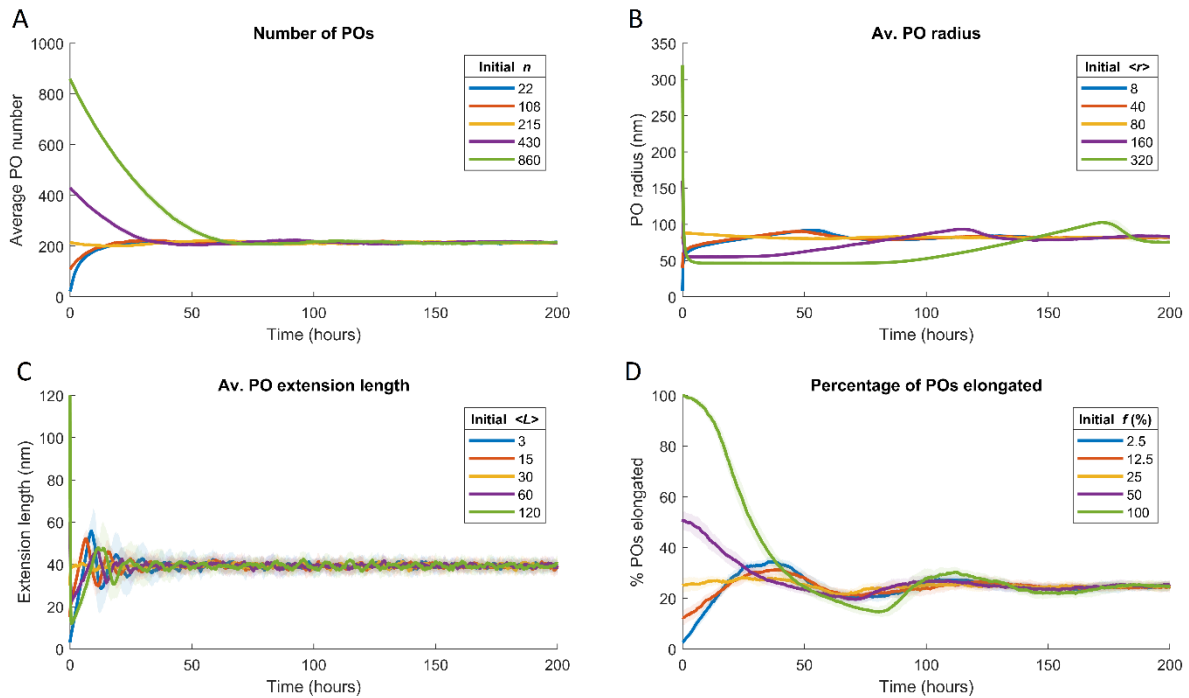 A
Number of POs
Average PO number
1000
800
600
400
200
0
Initial n
22
108
215
430
860
0 50 100 150 200
Time (hours)
B
Av. PO radius
PO radius (nm)
350
300
250
200
150
100
50
0
Initial <r>
8
40
80
160
320
0 50 100 150 200
Time (hours)
C
Av. PO extension length
Extension length (nm)
120
100
80
60
40
20
0
Initial <L>
3
15
30
60
120
0 50 100 150 200
Time (hours)
D
Percentage of POs elongated
% POs elongated
100
80
60
40
20
0
Initial f (%)
2.5
12.5
25
50
100
0 50 100 150 200
Time (hours)